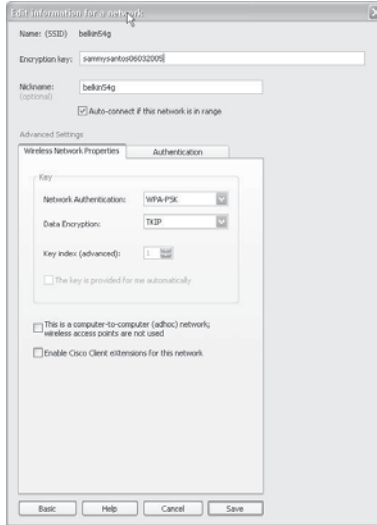 Edit information for a network
Name: (SSID) belkin54g
Encryption key: sammysantos06032005
Nickname: belkin54g
(optional)
Auto-connect if this network is in range
Advanced Settings
Wireless Network Properties Authentication
Key
Network Authentication: WPA-PSK
Data Encryption: TKIP
Key index (advanced): 1
The key is provided for me automatically
This is a computer-to-computer (adhoc) network;
wireless access points are not used
Enable Cisco Client eXtensions for this network
Basic Help Cancel Save